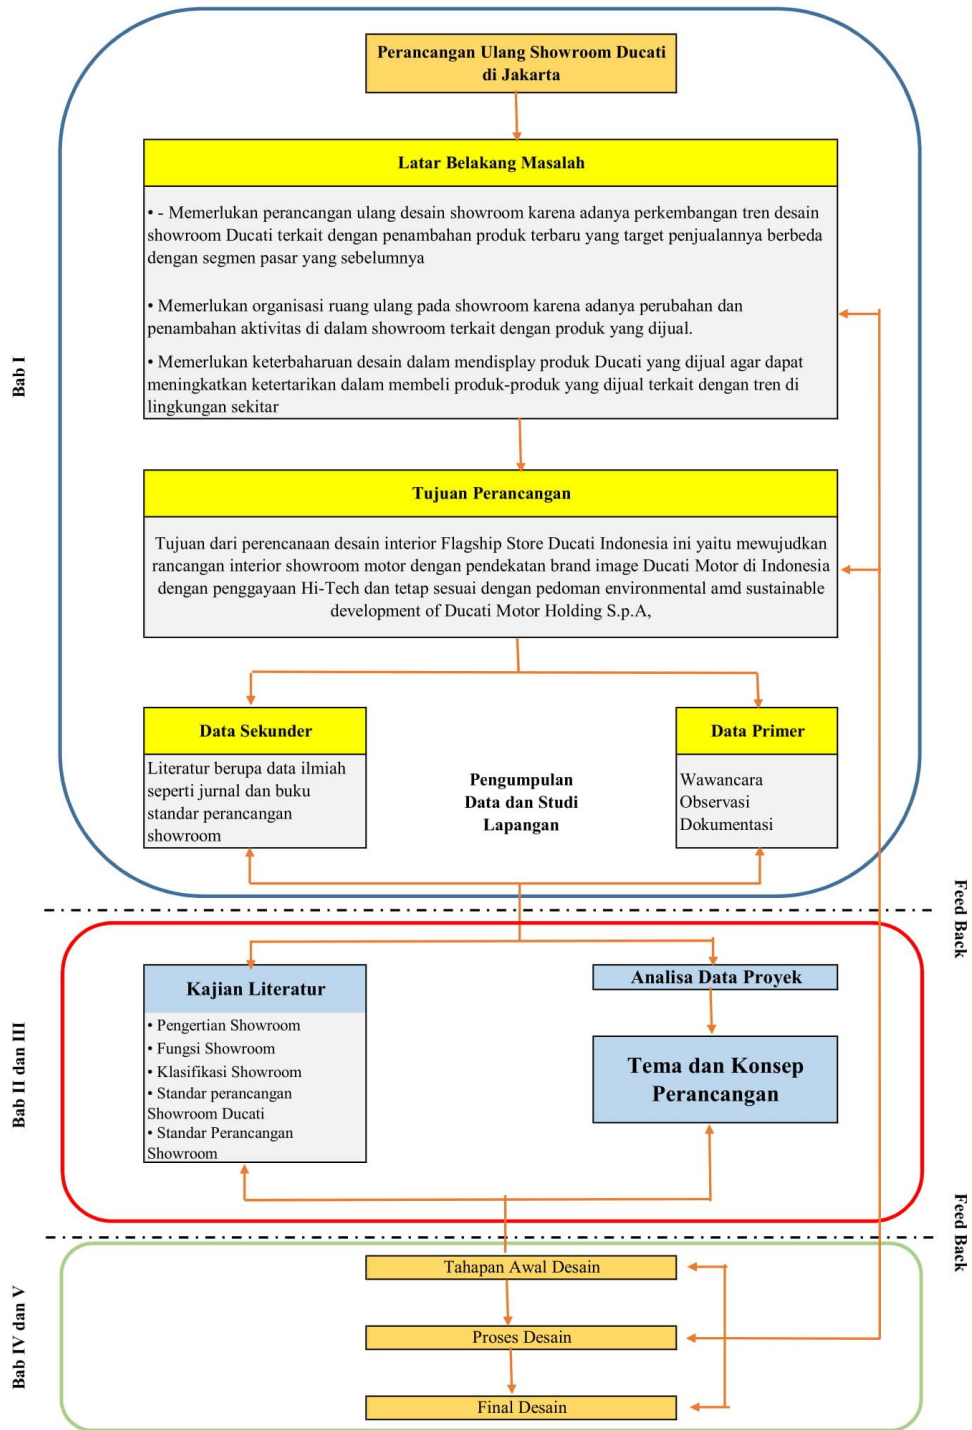 Perancangan Ulang Showroom Ducati
di Jakarta
Latar Belakang Masalah
• - Memerlukan perancangan ulang desain showroom karena adanya perkembangan tren desain
showroom Ducati terkait dengan penambahan produk terbaru yang target penjualannya berbeda
dengan segmen pasar yang sebelumnya
• Memerlukan organisasi ruang ulang pada showroom karena adanya perubahan dan
penambahan aktivitas di dalam showroom terkait dengan produk yang dijual.
• Memerlukan keterbaharuan desain dalam mendisplay produk Ducati yang dijual agar dapat
meningkatkan ketertarikan dalam membeli produk-produk yang dijual terkait dengan tren di
lingkungan sekitar
Bab I
Tujuan Perancangan
Tujuan dari perencanaan desain interior Flagship Store Ducati Indonesia ini yaitu mewujudkan
rancangan interior showroom motor dengan pendekatan brand image Ducati Motor di Indonesia
dengan penggayaan Hi-Tech dan tetap sesuai dengan pedoman environmental amd sustainable
development of Ducati Motor Holding S.p.A,
Data Sekunder
Literatur berupa data ilmiah
seperti jurnal dan buku
standar perancangan
showroom
Pengumpulan
Data dan Studi
Lapangan
Data Primer
Wawancara
Observasi
Dokumentasi
Feed Back
Bab II dan III
Kajian Literatur
• Pengertian Showroom
• Fungsi Showroom
• Klasifikasi Showroom
• Standar perancangan
Showroom Ducati
• Standar Perancangan
Showroom
Analisa Data Proyek
Tema dan Konsep
Perancangan
Feed Back
Bab IV dan V
Tahapan Awal Desain
Proses Desain
Final Desain